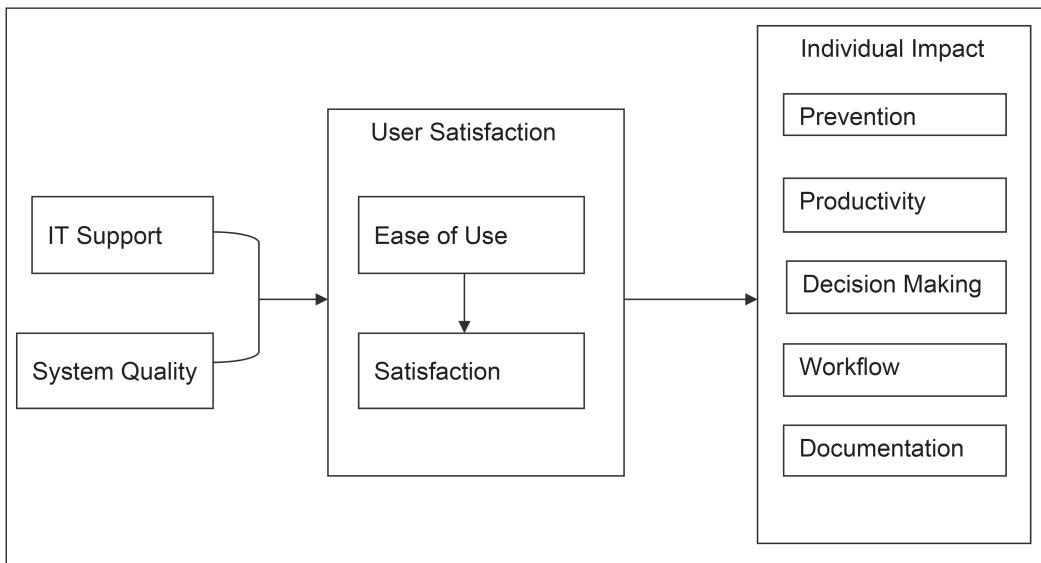 IT Support
System Quality
User Satisfaction
Ease of Use
Satisfaction
Individual Impact
Prevention
Productivity
Decision Making
Workflow
Documentation